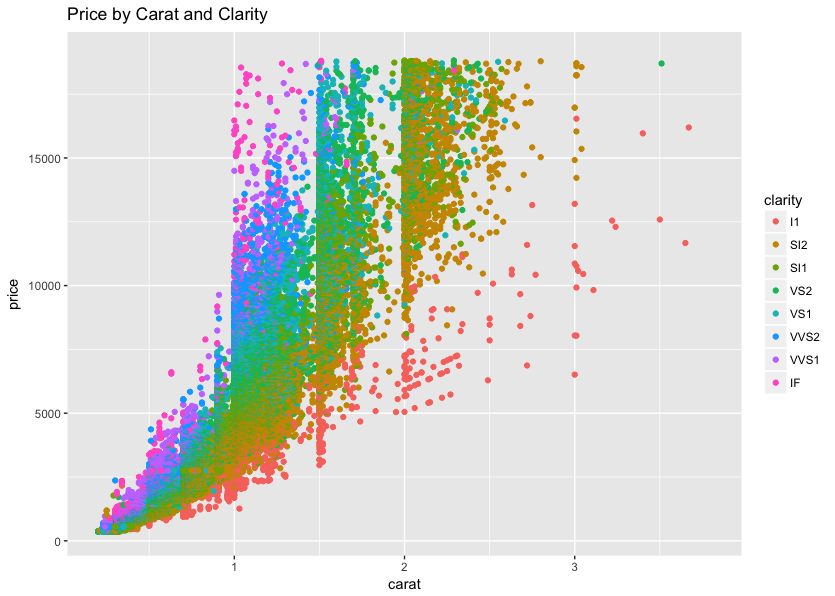 Price by Carat and Clarity
15000
10000
5000
0
price
1
2
3
carat
clarity
I1
SI2
SI1
VS2
VS1
VVS2
VVS1
IF